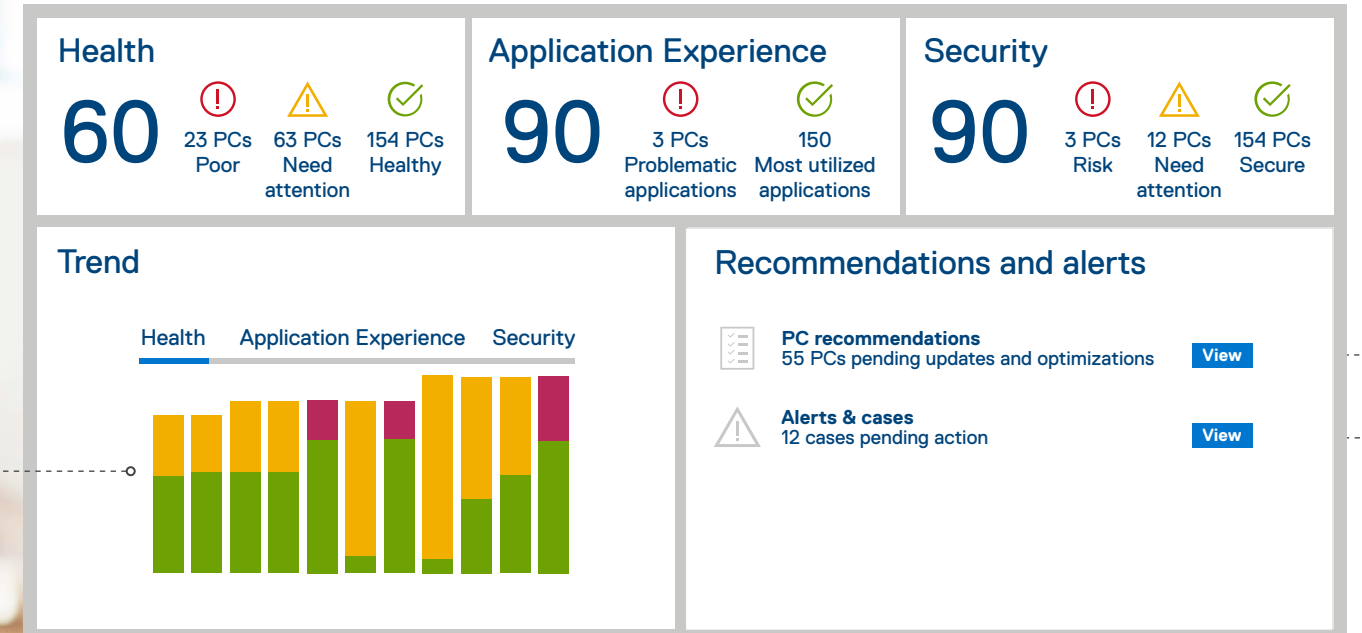 Health
60
23 PCs
Poor
63 PCs
Need
attention
154 PCs
Healthy
Application Experience
90
3 PCs
Problematic
applications
150
Most utilized
applications
Security
90
3 PCs
Risk
12 PCs
Need
attention
154 PCs
Secure
Trend
Health Application Experience Security
Recommendations and alerts
PC recommendations
55 PCs pending updates and optimizations
View
Alerts & cases
12 cases pending action
View